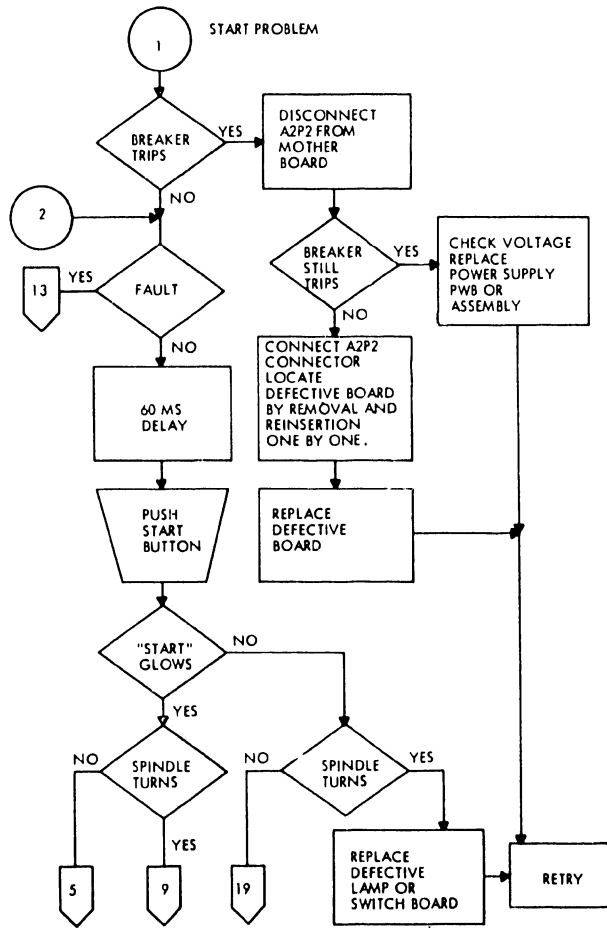 1
START PROBLEM
BREAKER
TRIPS
YES
DISCONNECT
A2P2 FROM
MOTHER
BOARD
NO
2
BREAKER
STILL
TRIPS
YES
CHECK VOLTAGE
REPLACE
POWER SUPPLY
PWB OR
ASSEMBLY
NO
FAULT
YES
13
NO
CONNECT A2P2
CONNECTOR
LOCATE
DEFECTIVE BOARD
BY REMOVAL AND
REINSERTION
ONE BY ONE.
60 MS
DELAY
PUSH
START
BUTTON
REPLACE
DEFECTIVE
BOARD
"START"
GLOWS
NO
YES
NO
SPINDLE
TURNS
YES
NO
SPINDLE
TURNS
YES
5
9
19
REPLACE
DEFECTIVE
LAMP OR
SWITCH BOARD
RETRY